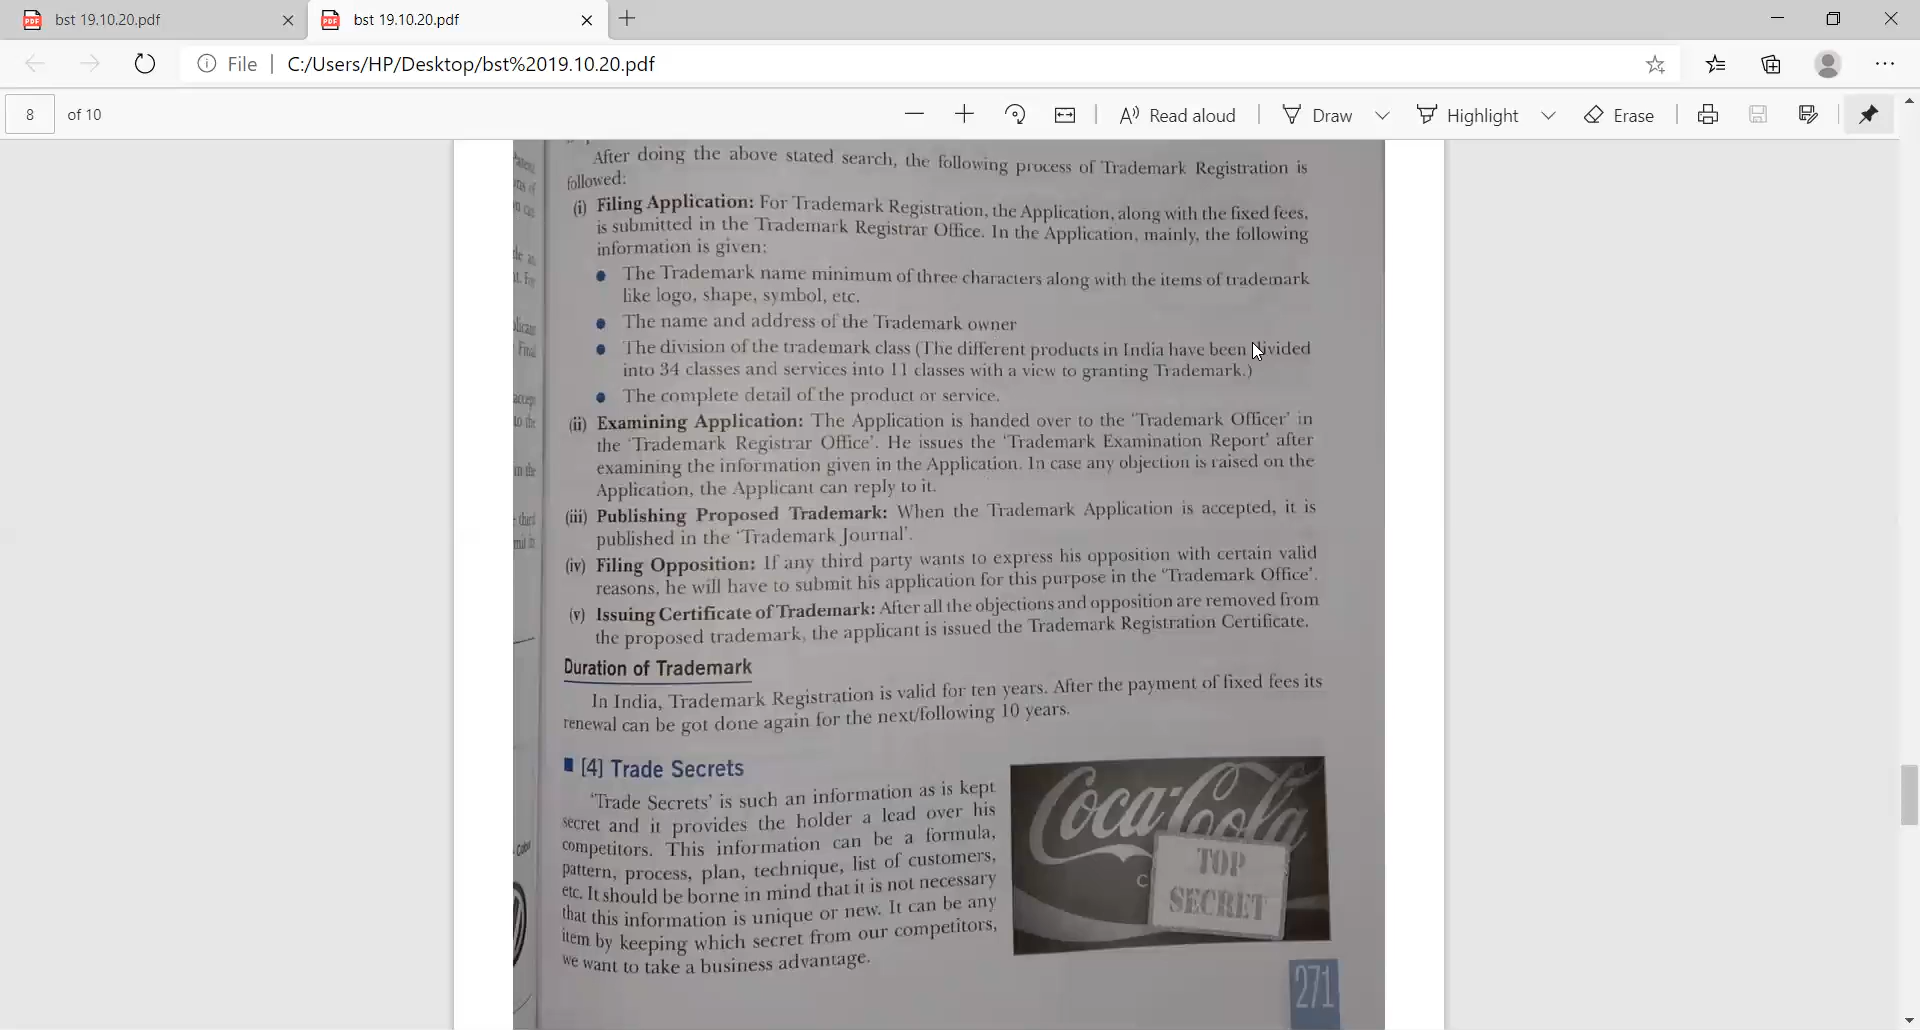 bst 19.10.20.pdf
bst 19.10.20.pdf
File
C:/Users/HP/Desktop/bst%2019.10.20.pdf
8 of 10
Read aloud
Draw
Highlight
Erase
After doing the above stated search, the following process of Trademark Registration is
followed:
(i) Filing Application: For Trademark Registration, the Application, along with the fixed fees,
is submitted in the Trademark Registrar Office. In the Application, mainly, the following
information is given:
• The Trademark name minimum of three characters along with the items of trademark
like logo, shape, symbol, etc.
• The name and address of the Trademark owner
• The division of the trademark class (The different products in India have been divided
into 34 classes and services into 11 classes with a view to granting Trademark.)
• The complete detail of the product or service.
(ii) Examining Application: The Application is handed over to the 'Trademark Officer' in
the 'Trademark Registrar Office'. He issues the 'Trademark Examination Report' after
examining the information given in the Application. In case any objection is raised on the
Application, the Applicant can reply to it.
(iii) Publishing Proposed Trademark: When the Trademark Application is accepted, it is
published in the 'Trademark Journal'.
(iv) Filing Opposition: If any third party wants to express his opposition with certain valid
reasons, he will have to submit his application for this purpose in the 'Trademark Office'.
(v) Issuing Certificate of Trademark: After all the objections and opposition are removed from
the proposed trademark, the applicant is issued the Trademark Registration Certificate.
Duration of Trademark
In India, Trademark Registration is valid for ten years. After the payment of fixed fees its
renewal can be got done again for the next/following 10 years.
[4] Trade Secrets
'Trade Secrets' is such an information as is kept
secret and it provides the holder a lead over his
competitors. This information can be a formula,
pattern, process, plan, technique, list of customers,
etc. It should be borne in mind that it is not necessary
that this information is unique or new. It can be any
item by keeping which secret from our competitors,
we want to take a business advantage.
Coca-Cola
TOP
SECRET
271